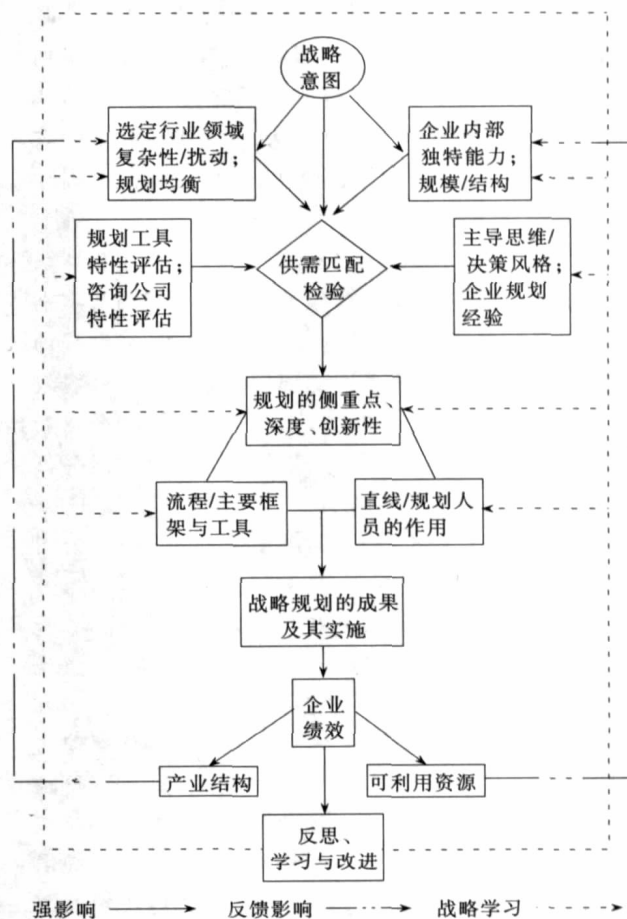 战略
意图
选定行业领域
复杂性/扰动;
规划均衡
企业内部
独特能力;
规模/结构
规划工具
特性评估;
咨询公司
特性评估
供需匹配
检验
主导思维/
决策风格;
企业规划
经验
规划的侧重点、
深度、创新性
流程/主要框
架与工具
直线/规划人
员的作用
战略规划的成果
及其实施
企业
绩效
产业结构
可利用资源
反思、
学习与改进
强影响
反馈影响
战略学习